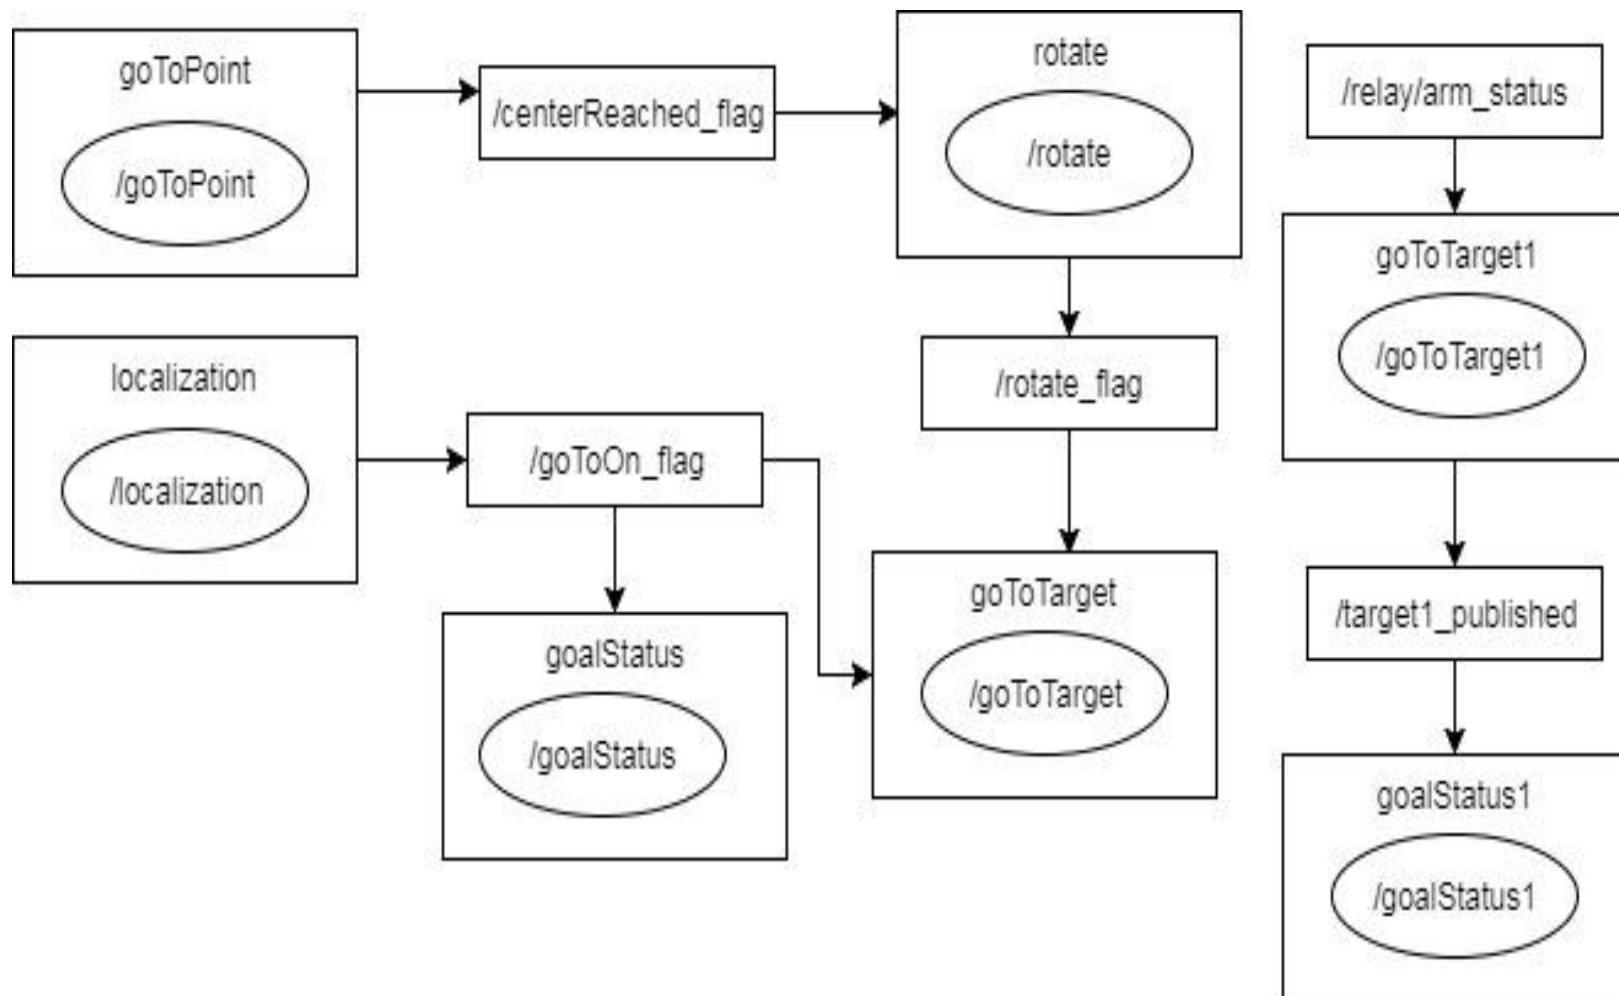 goToPoint
/goToPoint
/centerReached_flag
rotate
/rotate
/relay/arm_status
goToTarget1
/goToTarget1
localization
/localization
/goToOn_flag
/rotate_flag
goalStatus
/goalStatus
goToTarget
/goToTarget
/target1_published
goalStatus1
/goalStatus1